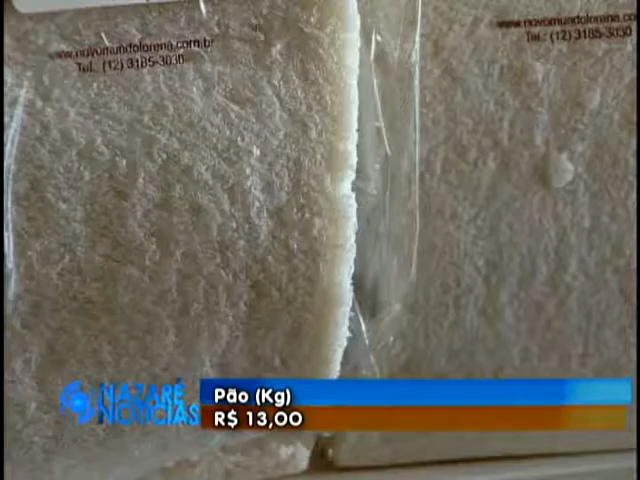 www.novomundolorena.com.br
Tel.: (12) 3185-3030
www.novomundolorena.com.br
Tel.: (12) 3185-3030
NAZARÉ
NOTÍCIAS
Pão (Kg)
R$ 13,00